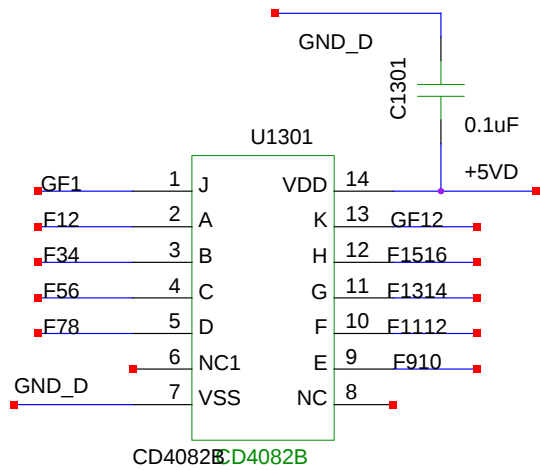 GND_D
C1301
0.1uF
U1301
+5VD
GF1 1 J VDD 14
F12 2 A K 13 GF12
F34 3 B H 12 F1516
F56 4 C G 11 F1314
F78 5 D F 10 F1112
6 NC1 E 9 F910
GND_D 7 VSS NC 8
CD4082B CD4082B